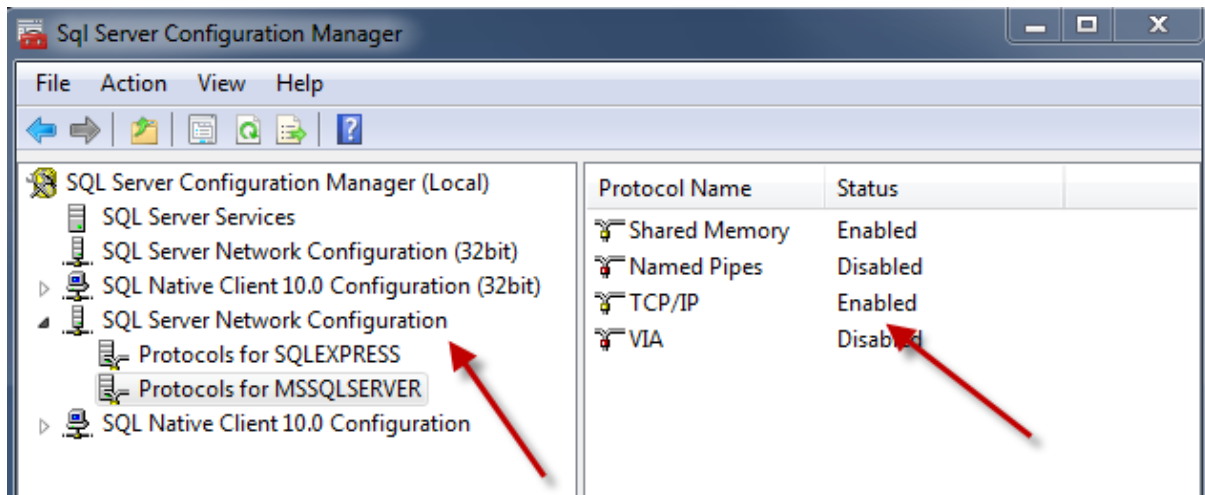 Sql Server Configuration Manager
File Action View Help
SQL Server Configuration Manager (Local)
SQL Server Services
SQL Server Network Configuration (32bit)
SQL Native Client 10.0 Configuration (32bit)
SQL Server Network Configuration
Protocols for SQLEXPRESS
Protocols for MSSQLSERVER
SQL Native Client 10.0 Configuration
Protocol Name Status
Shared Memory Enabled
Named Pipes Disabled
TCP/IP Enabled
VIA Disabled